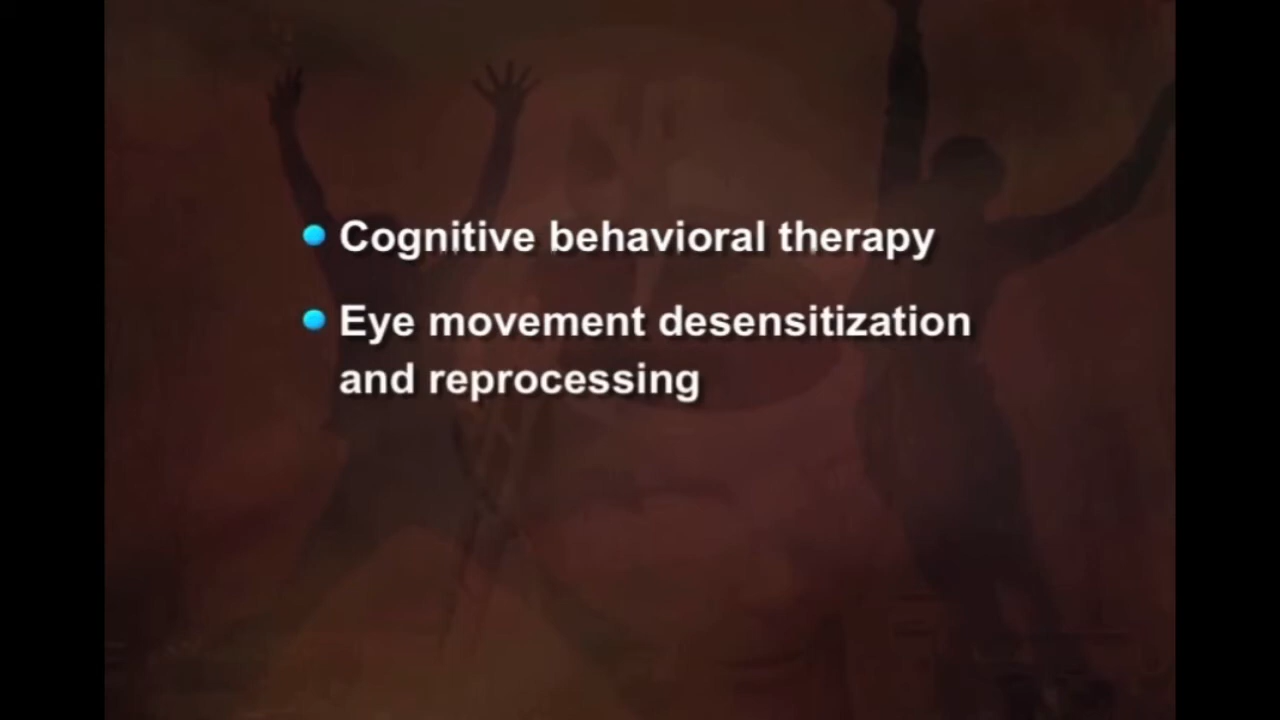 Cognitive behavioral therapy
Eye movement desensitization
and reprocessing